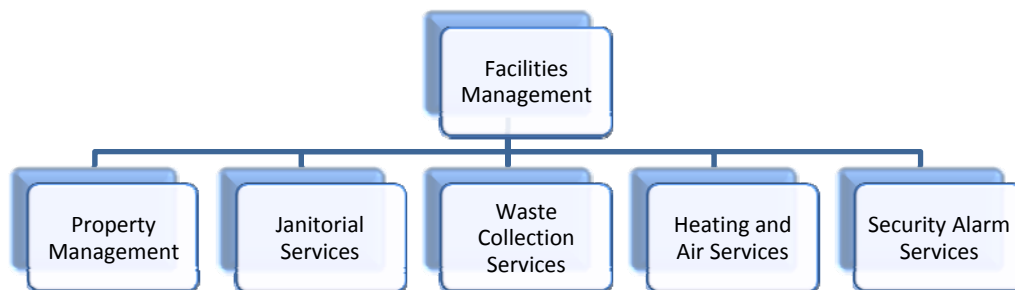 Facilities
Management
Property
Management
Janitorial
Services
Waste
Collection
Services
Heating and
Air Services
Security Alarm
Services